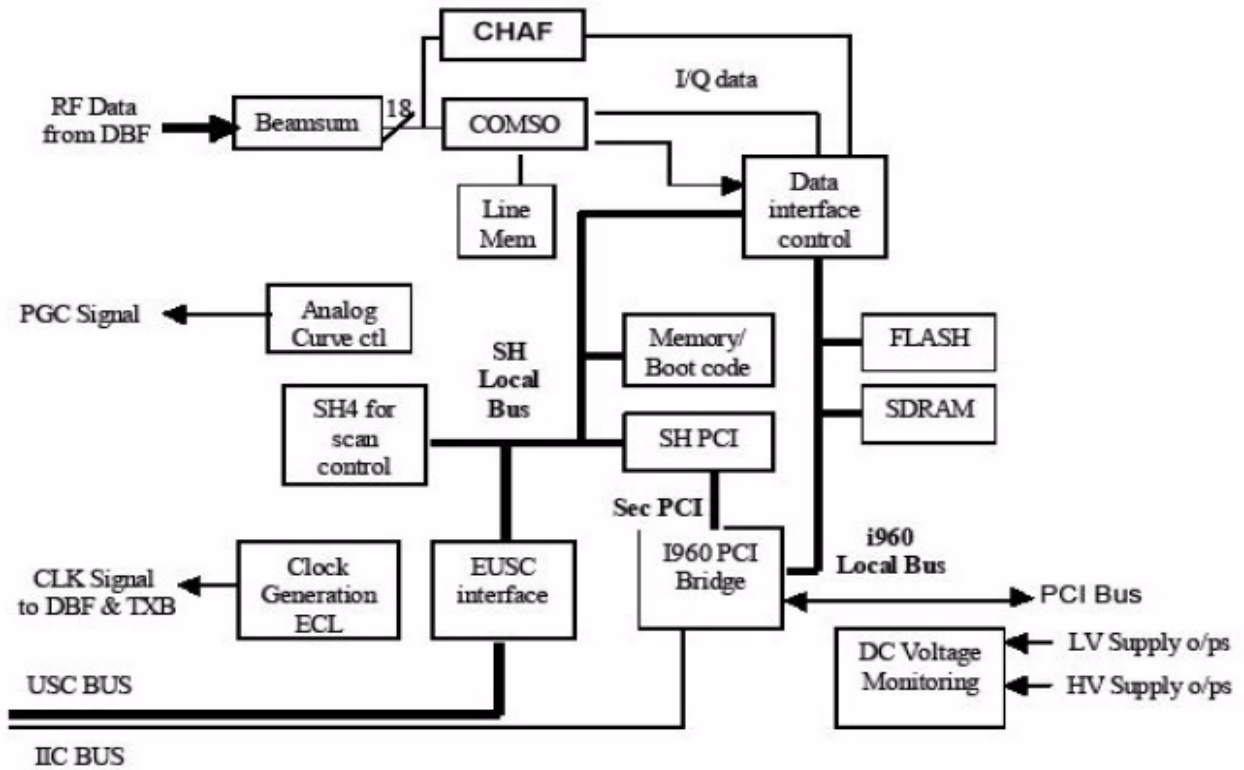 CHAF
I/Q data
RF Data
from DBF
Beamsum
18
COMSO
Line
Mem
Data
interface
control
PGC Signal
Analog
Curve ctl
SH
Local
Bus
Memory/
Boot code
FLASH
SDRAM
SH4 for
scan
control
SH PCI
Sec PCI
I960 PCI
Bridge
i960
Local Bus
CLK Signal
to DBF & TXB
Clock
Generation
ECL
EUSC
interface
PCI Bus
DC Voltage
Monitoring
LV Supply o/ps
HV Supply o/ps
USC BUS
IIC BUS